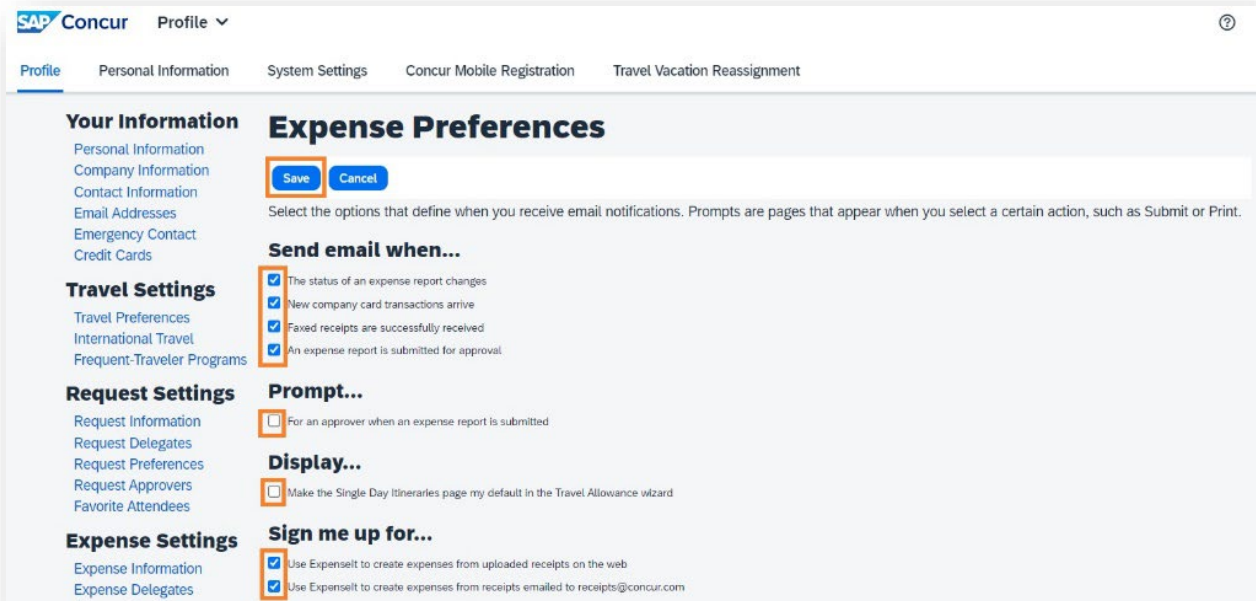 SAP Concur Profile
Profile Personal Information System Settings Concur Mobile Registration Travel Vacation Reassignment
Your Information
Personal Information
Company Information
Contact Information
Email Addresses
Emergency Contact
Credit Cards
Travel Settings
Travel Preferences
International Travel
Frequent-Traveler Programs
Request Settings
Request Information
Request Delegates
Request Preferences
Request Approvers
Favorite Attendees
Expense Settings
Expense Information
Expense Delegates
Expense Preferences
Save Cancel
Select the options that define when you receive email notifications. Prompts are pages that appear when you select a certain action, such as Submit or Print.
Send email when...
The status of an expense report changes
New company card transactions arrive
Faxed receipts are successfully received
An expense report is submitted for approval
Prompt...
For an approver when an expense report is submitted
Display...
Make the Single Day Itineraries page my default in the Travel Allowance wizard
Sign me up for...
Use ExpenseIt to create expenses from uploaded receipts on the web
Use ExpenseIt to create expenses from receipts emailed to receipts@concur.com